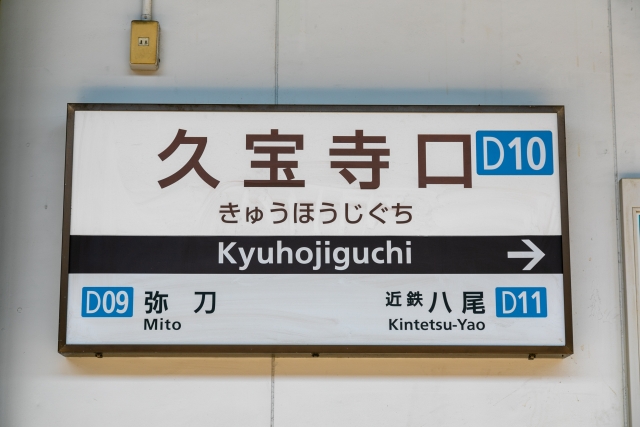 久宝寺口 D10
きゅうほうじぐち
Kyuhojiguchi →
D09 弥刀 近鉄八尾 D11
Mito Kintetsu-Yao